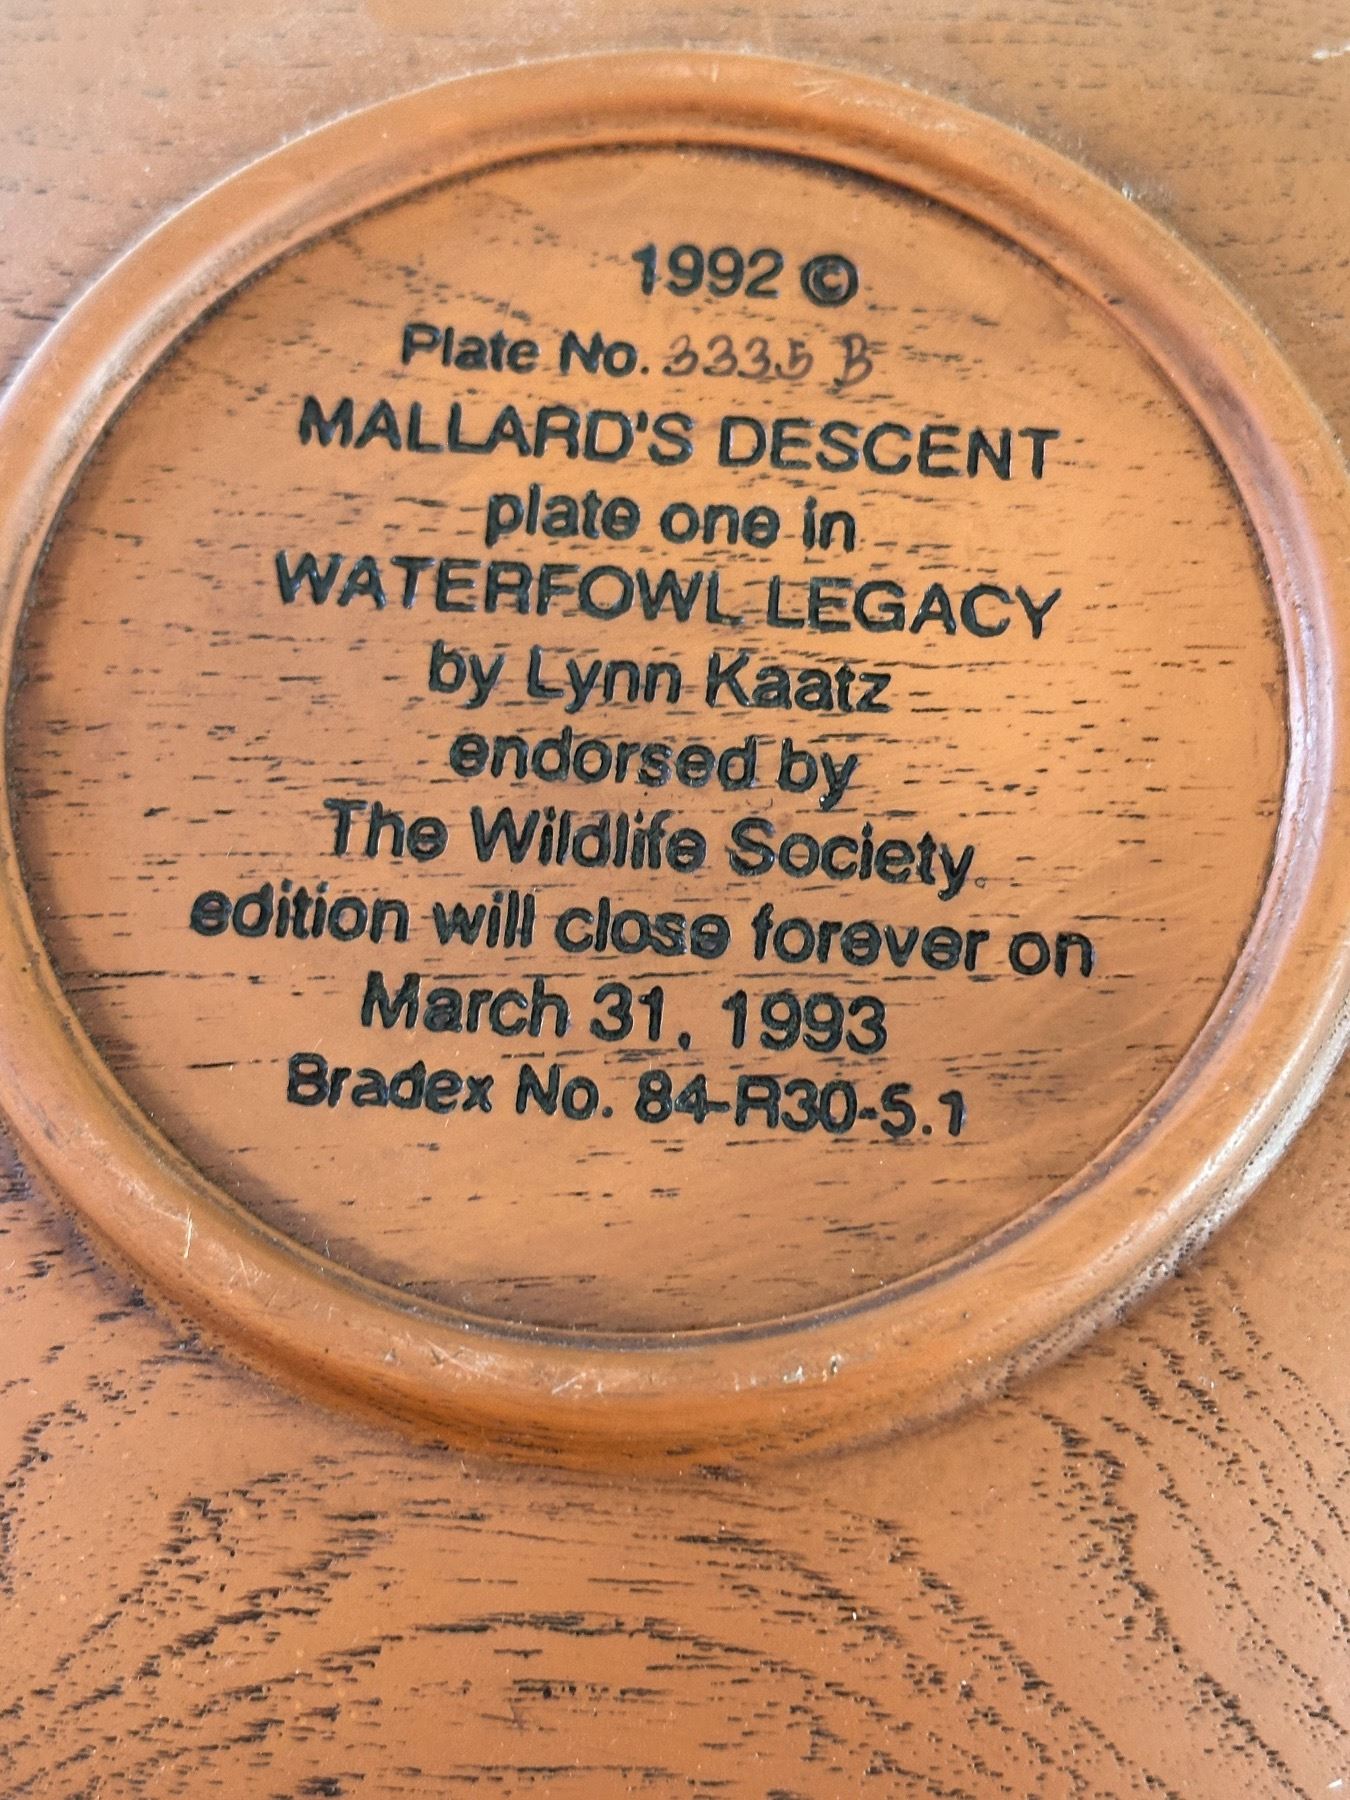 1992 ©
Plate No. 3335 B
MALLARD'S DESCENT
plate one in
WATERFOWL LEGACY
by Lynn Kaatz
endorsed by
The Wildlife Society.
edition will close forever on
March 31, 1993
Bradex No. 84-R30-5.1